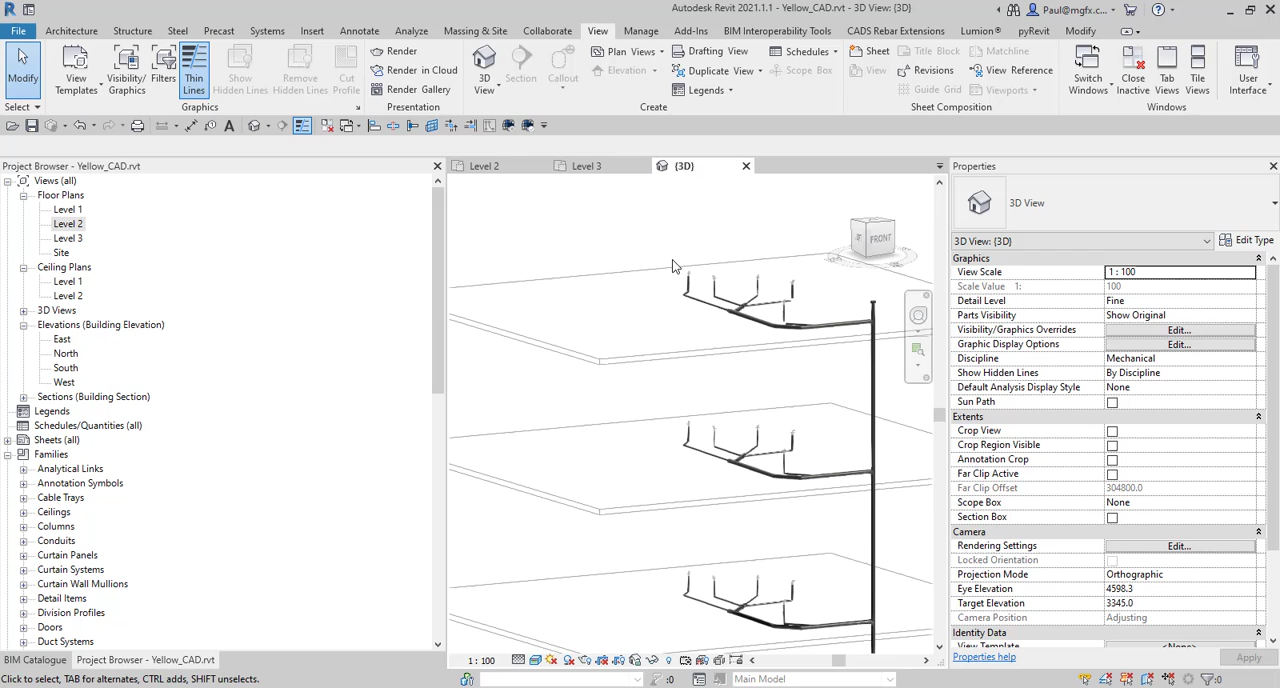 Autodesk Revit 2021.1.1 - Yellow_CAD.rvt - 3D View: {3D}
Paul@mgfx.c...
File Architecture Structure Steel Precast Systems Insert Annotate Analyze Massing & Site Collaborate View Manage Add-Ins BIM Interoperability Tools CADS Rebar Extensions Lumion® pyRevit Modify
Modify
View Templates
Visibility/ Graphics
Filters
Thin Lines
Show Hidden Lines
Remove Hidden Lines
Cut Profile
Render
Render in Cloud
Render Gallery
3D View
Section
Callout
Plan Views
Elevation
Drafting View
Duplicate View
Legends
Schedules
Scope Box
Sheet
View
Title Block
Revisions
Guide Grid
Matchline
View Reference
Viewports
Switch Windows
Close Inactive
Tab Views
Tile Views
User Interface
Select Graphics Presentation Create Sheet Composition Windows
Project Browser - Yellow_CAD.rvt
Views (all)
Floor Plans
Level 1
Level 2
Level 3
Site
Ceiling Plans
Level 1
Level 2
3D Views
Elevations (Building Elevation)
East
North
South
West
Sections (Building Section)
Legends
Schedules/Quantities (all)
Sheets (all)
Families
Analytical Links
Annotation Symbols
Cable Trays
Ceilings
Columns
Conduits
Curtain Panels
Curtain Systems
Curtain Wall Mullions
Detail Items
Division Profiles
Doors
Duct Systems
BIM Catalogue Project Browser - Yellow_CAD.rvt
Level 2 Level 3 {3D}
FRONT
1 : 100
Properties
3D View
3D View: {3D} Edit Type
Graphics
View Scale 1 : 100
Scale Value 1: 100
Detail Level Fine
Parts Visibility Show Original
Visibility/Graphics Overrides Edit...
Graphic Display Options Edit...
Discipline Mechanical
Show Hidden Lines By Discipline
Default Analysis Display Style None
Sun Path
Extents
Crop View
Crop Region Visible
Annotation Crop
Far Clip Active
Far Clip Offset 304800.0
Scope Box None
Section Box
Camera
Rendering Settings Edit...
Locked Orientation
Projection Mode Orthographic
Eye Elevation 4598.3
Target Elevation 3345.0
Camera Position Adjusting
Identity Data
View Template <None>
Properties help Apply
Click to select, TAB for alternates, CTRL adds, SHIFT unselects.
:0 Main Model :0